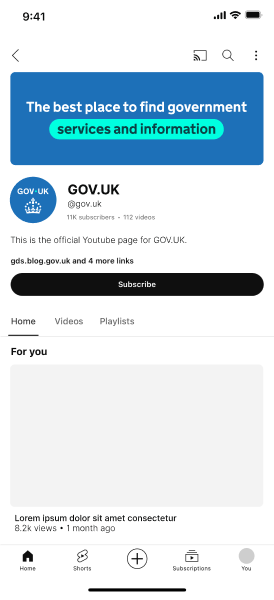 9:41
The best place to find government
services and information
GOV·UK
GOV.UK
@gov.uk
11K subscribers • 112 videos
This is the official Youtube page for GOV.UK.
gds.blog.gov.uk and 4 more links
Subscribe
Home Videos Playlists
For you
Lorem ipsum dolor sit amet consectetur
8.2k views • 1 month ago
Home Shorts Subscriptions You